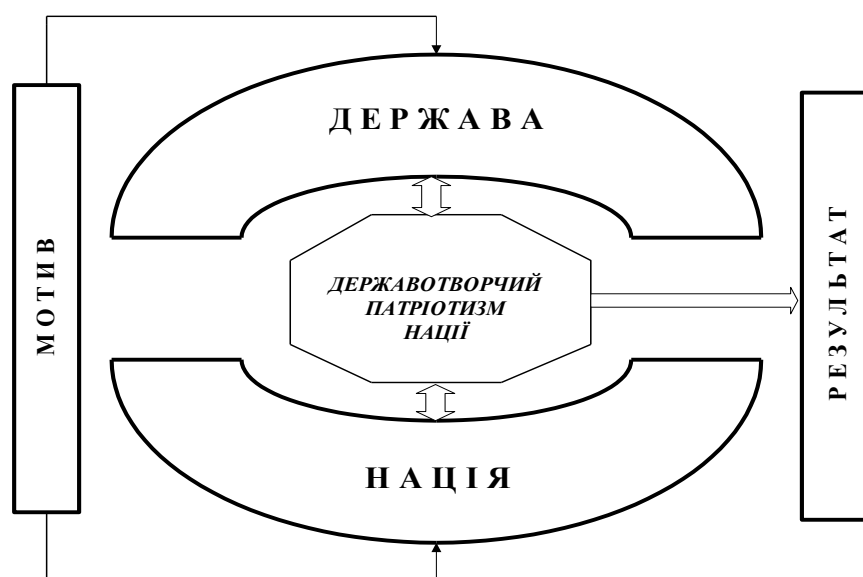 ДЕРЖАВА
МОТИВ
ДЕРЖАВОТВОРЧИЙ
ПАТРІОТИЗМ
НАЦІЇ
РЕЗУЛЬТАТ
НАЦІЯ